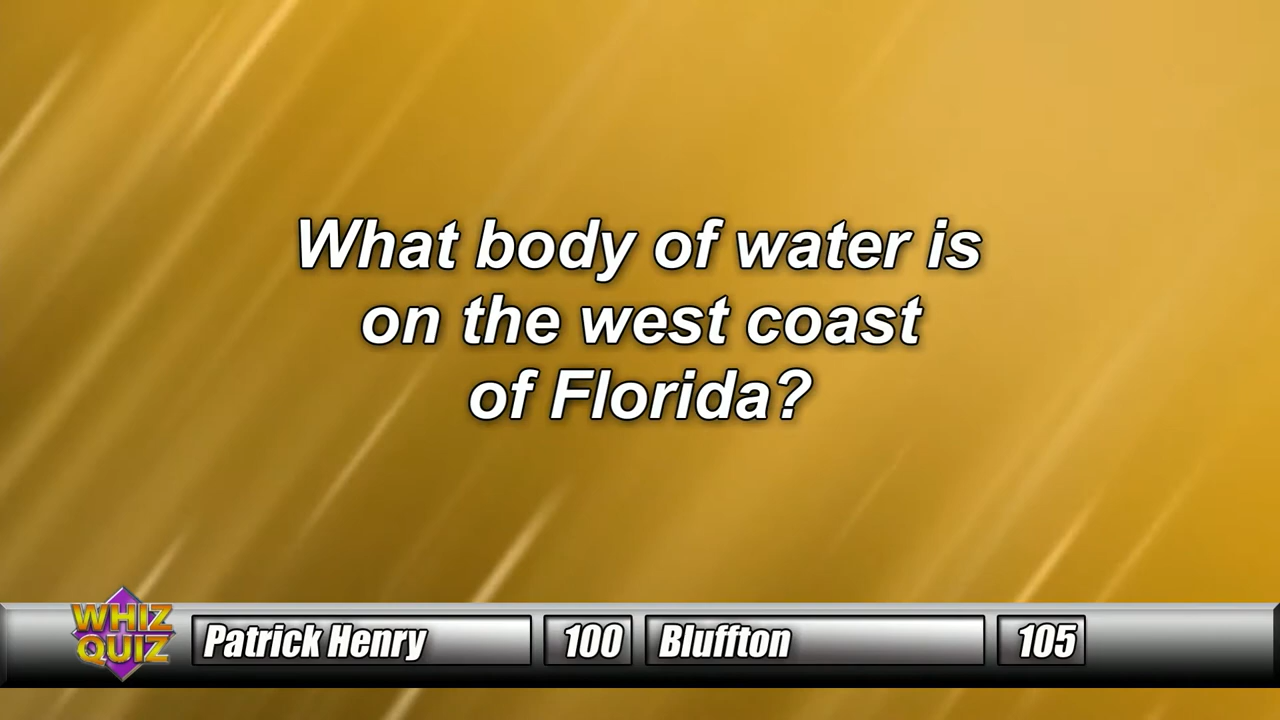 What body of water is
on the west coast
of Florida?
WHIZ
QUIZ
Patrick Henry 100 Bluffton 105